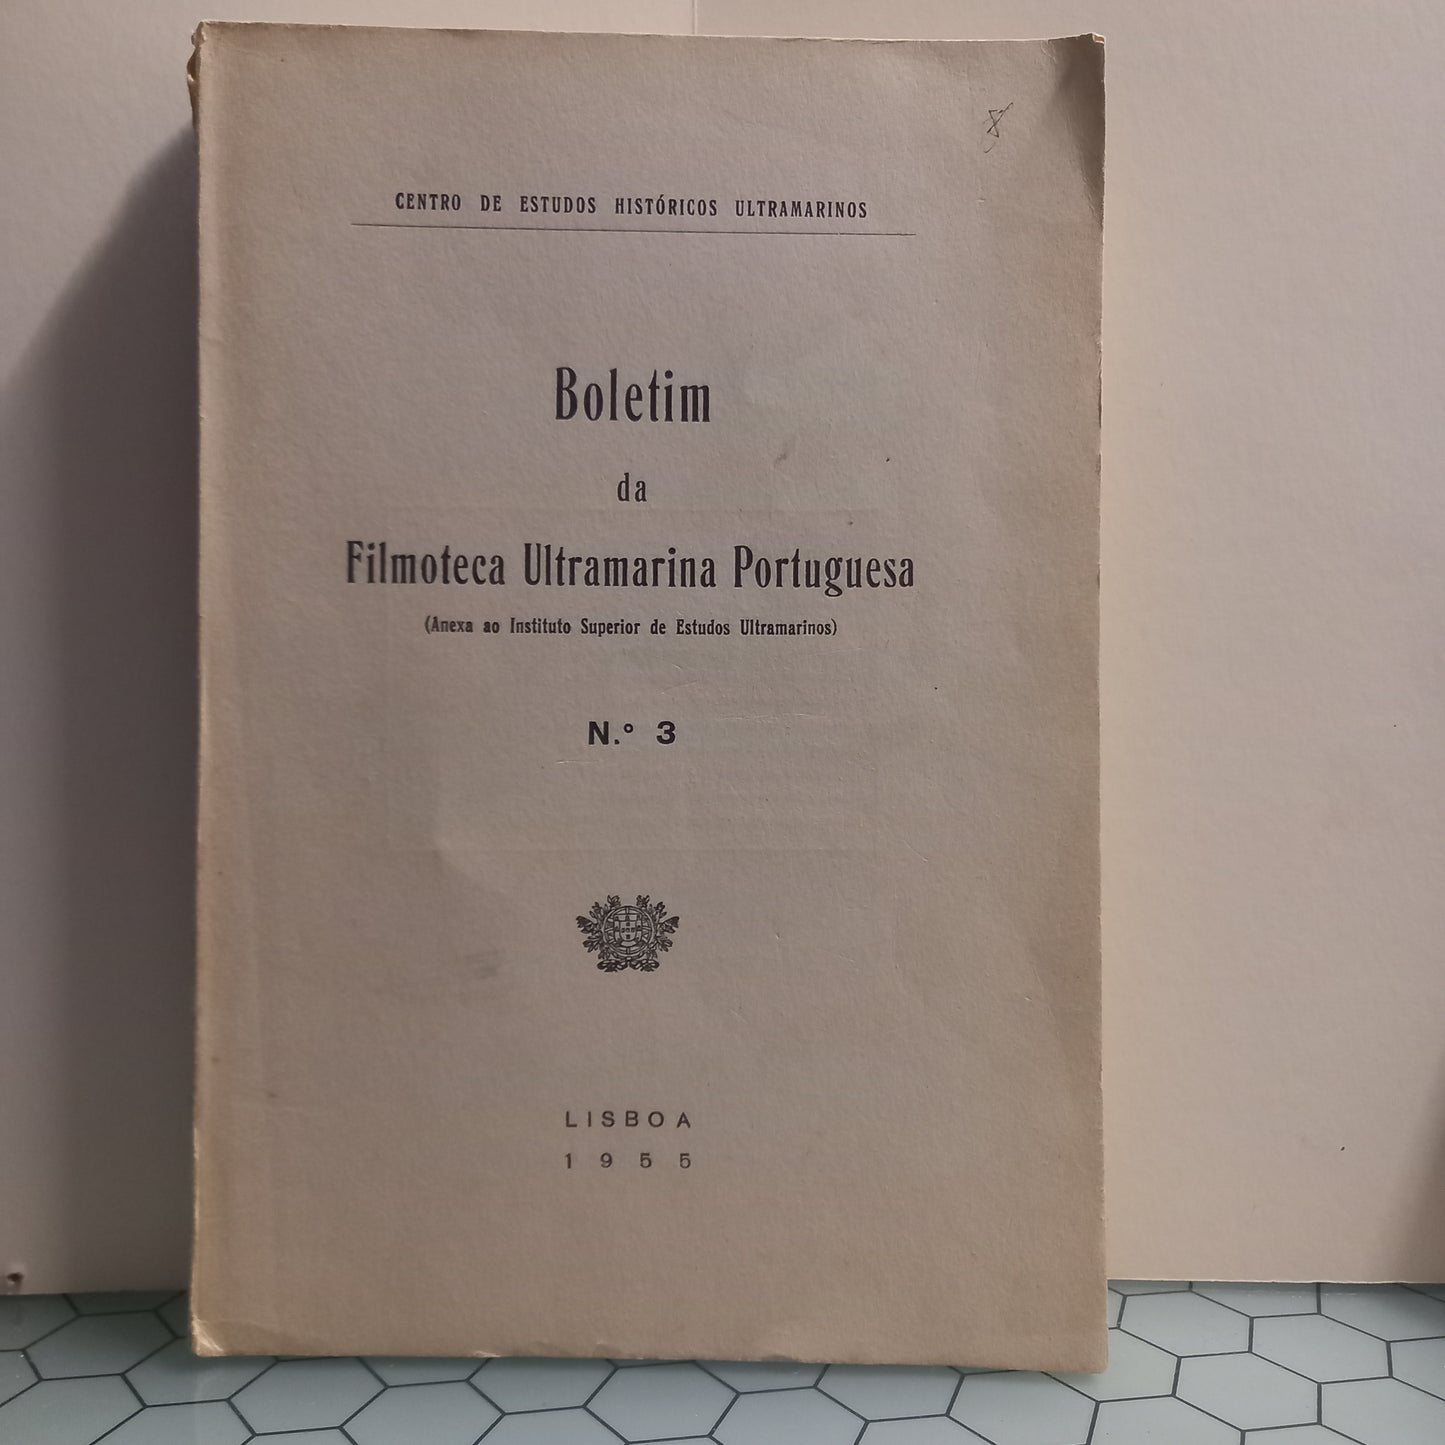 CENTRO DE ESTUDOS HISTÓRICOS ULTRAMARINOS
Boletim
da
Filmoteca Ultramarina Portuguesa
(Anexa ao Instituto Superior de Estudos Ultramarinos)
N.º 3
LISBOA
1955